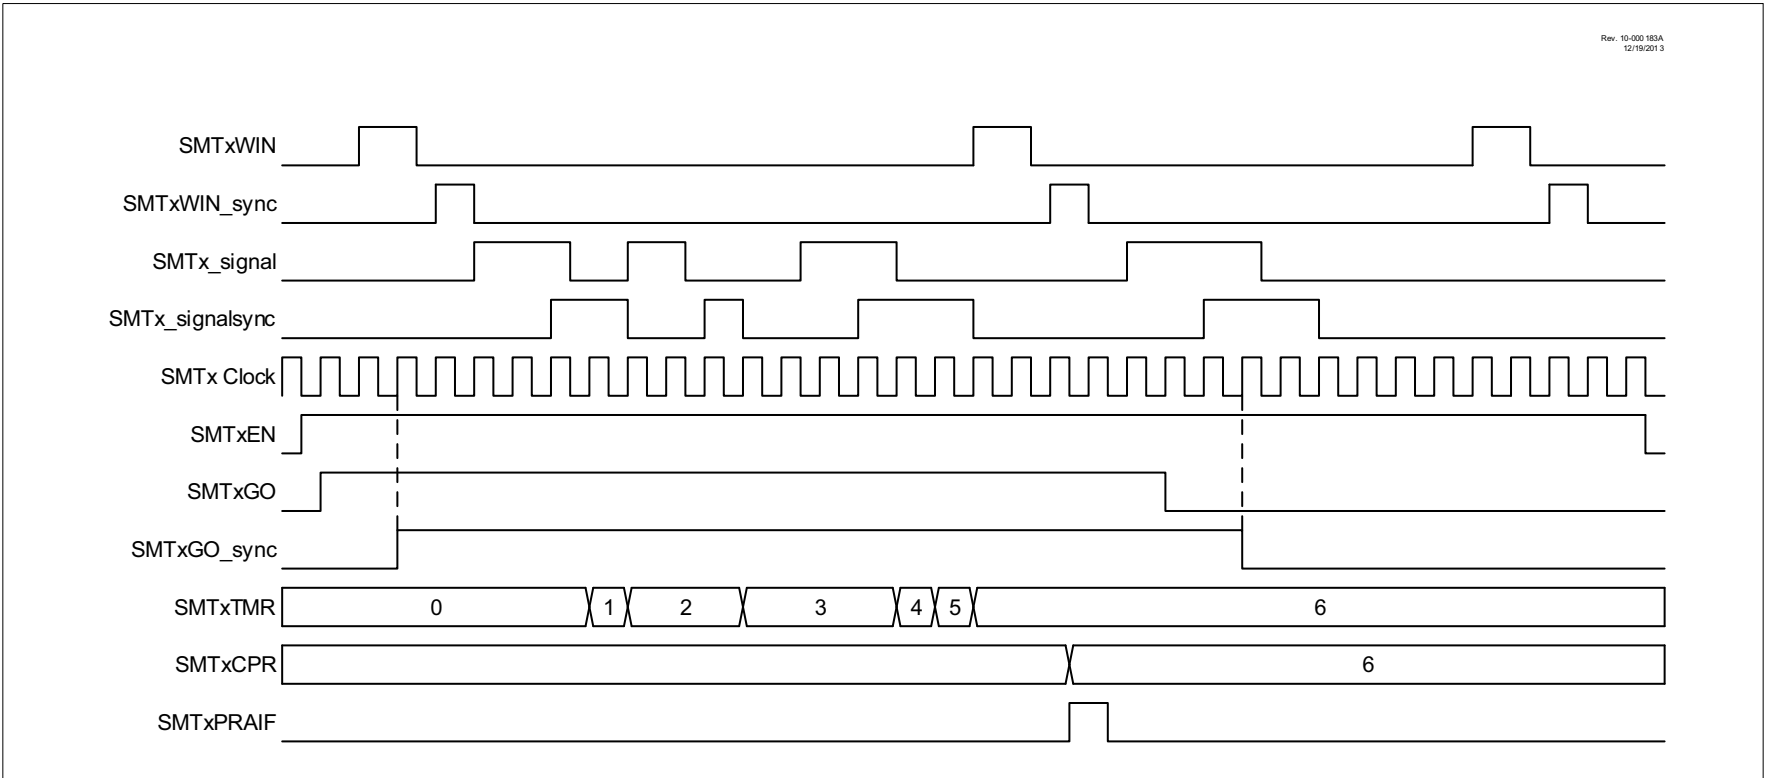 Rev. 10-000 183A
12/19/201 3
SMTxWIN
SMTxWIN_sync
SMTx_signal
SMTx_signalsync
SMTx Clock
SMTxEN
SMTxGO
SMTxGO_sync
SMTxTMR 0 1 2 3 4 5 6
SMTxCPR 6
SMTxPRAIF